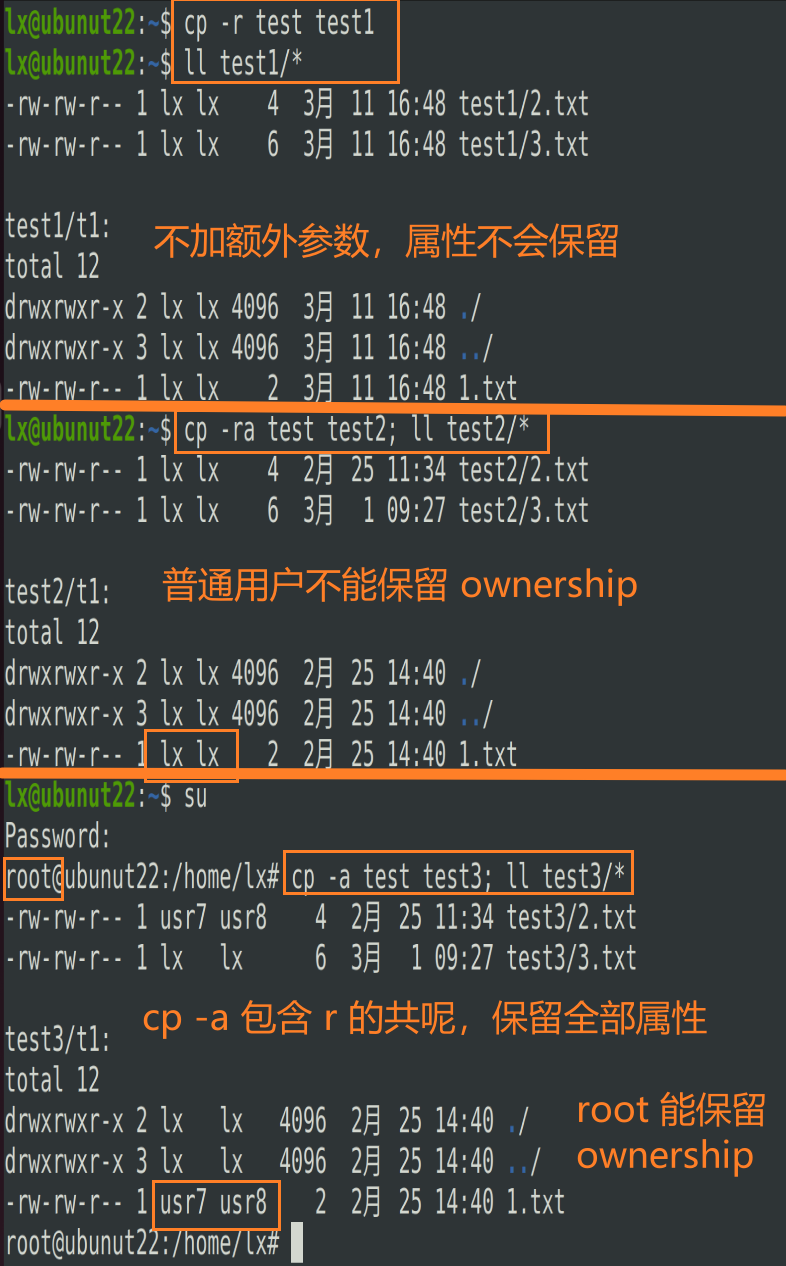 lx@ubunut22:~$ cp -r test test1
lx@ubunut22:~$ ll test1/*
-rw-rw-r-- 1 lx lx    4  3月  11 16:48 test1/2.txt
-rw-rw-r-- 1 lx lx    6  3月  11 16:48 test1/3.txt
test1/t1:
不加额外参数，属性不会保留
total 12
drwxrwxr-x 2 lx lx 4096  3月  11 16:48 ./
drwxrwxr-x 3 lx lx 4096  3月  11 16:48 ../
-rw-rw-r-- 1 lx lx    2  3月  11 16:48 1.txt
lx@ubunut22:~$ cp -ra test test2; ll test2/*
-rw-rw-r-- 1 lx lx    4  2月  25 11:34 test2/2.txt
-rw-rw-r-- 1 lx lx    6  3月   1 09:27 test2/3.txt
普通用户不能保留 ownership
test2/t1:
total 12
drwxrwxr-x 2 lx lx 4096  2月  25 14:40 ./
drwxrwxr-x 3 lx lx 4096  2月  25 14:40 ../
-rw-rw-r-- 1 lx lx    2  2月  25 14:40 1.txt
lx@ubunut22:~$ su
Password:
root@ubunut22:/home/lx# cp -a test test3; ll test3/*
-rw-rw-r-- 1 usr7 usr8    4  2月  25 11:34 test3/2.txt
-rw-rw-r-- 1 lx   lx      6  3月   1 09:27 test3/3.txt
cp -a 包含 r 的共呢，保留全部属性
test3/t1:
total 12
drwxrwxr-x 2 lx   lx   4096  2月  25 14:40 ./
drwxrwxr-x 3 lx   lx   4096  2月  25 14:40 ../
root 能保留
ownership
-rw-rw-r-- 1 usr7 usr8    2  2月  25 14:40 1.txt
root@ubunut22:/home/lx#